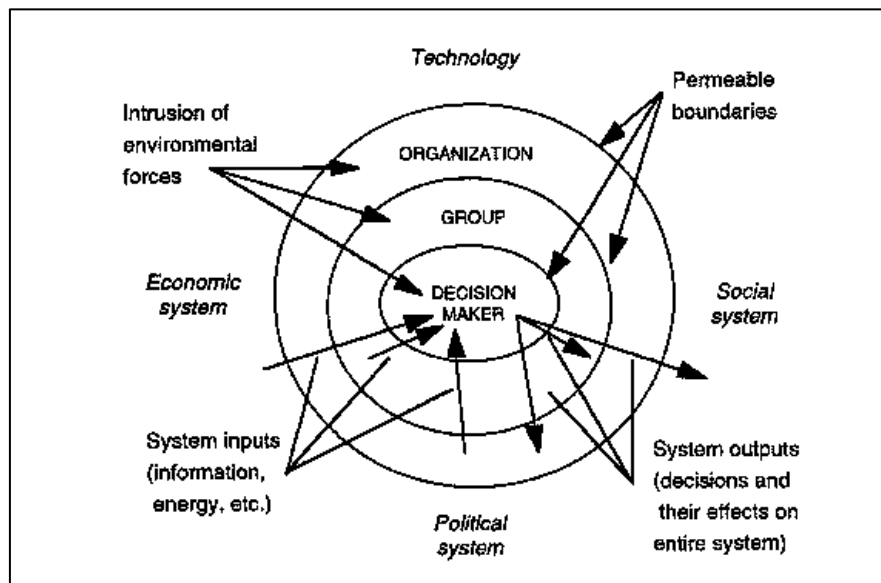 Technology
Intrusion of
environmental
forces
Permeable
boundaries
ORGANIZATION
GROUP
DECISION
MAKER
Economic
system
Social
system
System inputs
(information,
energy, etc.)
System outputs
(decisions and
their effects on
entire system)
Political
system